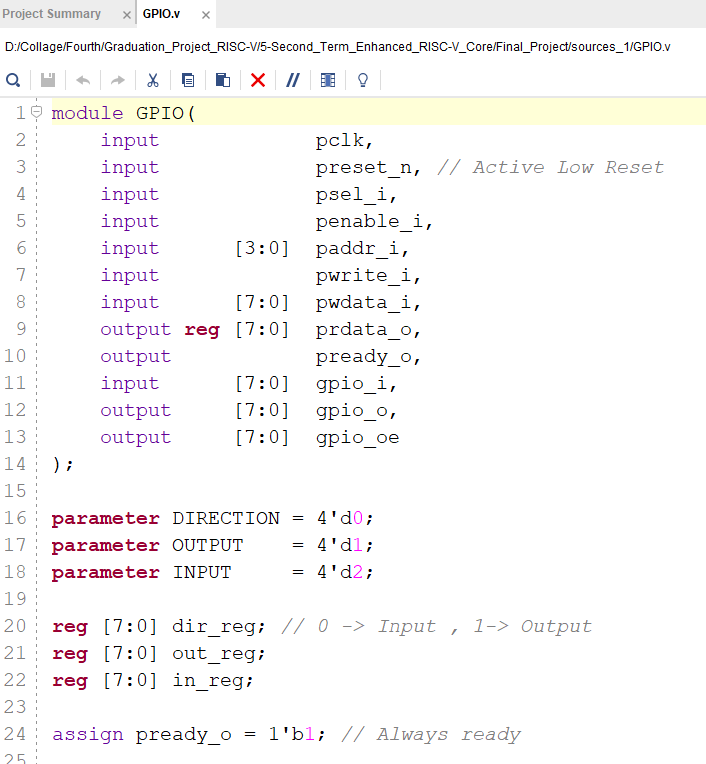 Project Summary × GPIO.v ×
D:/Collage/Fourth/Graduation_Project_RISC-V/5-Second_Term_Enhanced_RISC-V_Core/Final_Project/sources_1/GPIO.v
1 module GPIO(
2     input             pclk,
3     input             preset_n, // Active Low Reset
4     input             psel_i,
5     input             penable_i,
6     input      [3:0]  paddr_i,
7     input             pwrite_i,
8     input      [7:0]  pwdata_i,
9     output reg [7:0]  prdata_o,
10     output            pready_o,
11     input      [7:0]  gpio_i,
12     output     [7:0]  gpio_o,
13     output     [7:0]  gpio_oe
14 );
15
16 parameter DIRECTION = 4'd0;
17 parameter OUTPUT    = 4'd1;
18 parameter INPUT     = 4'd2;
19
20 reg [7:0] dir_reg; // 0 -> Input , 1-> Output
21 reg [7:0] out_reg;
22 reg [7:0] in_reg;
23
24 assign pready_o = 1'b1; // Always ready
25